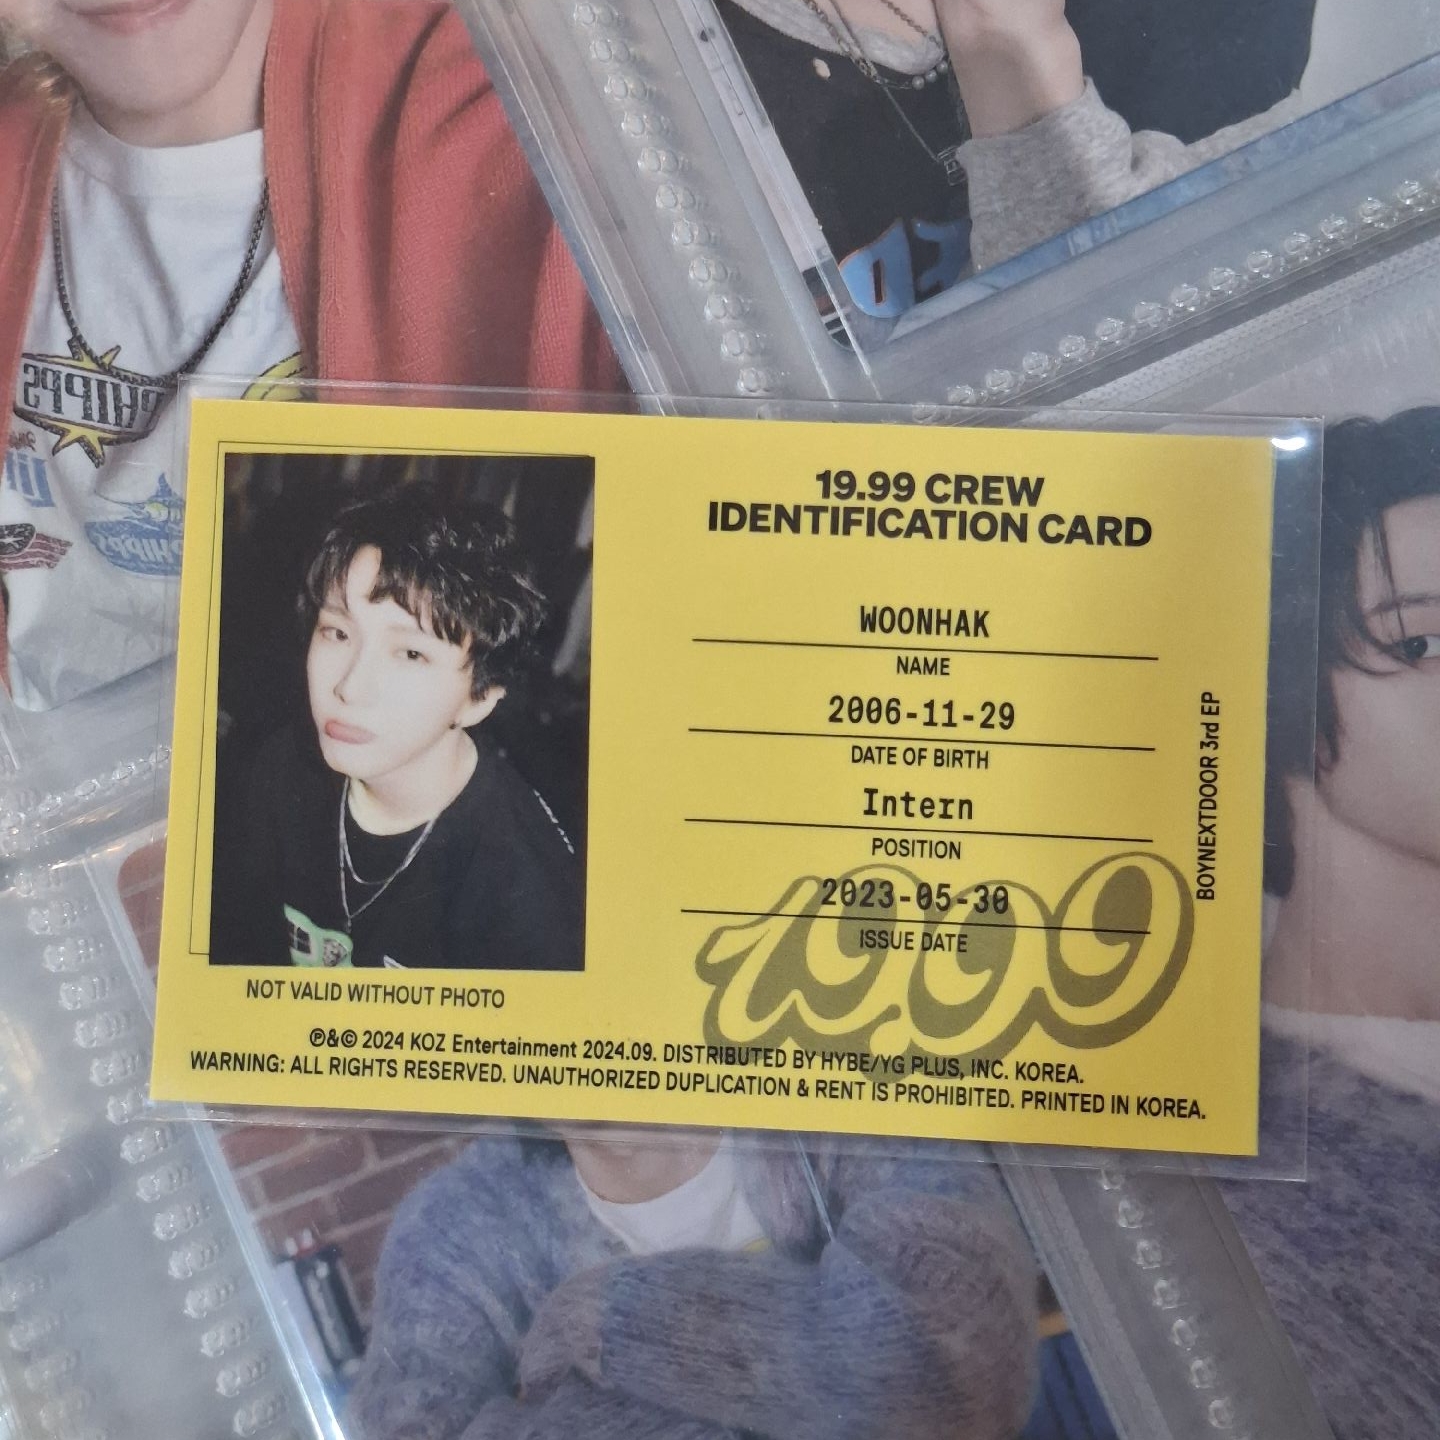 19.99 CREW
IDENTIFICATION CARD
WOONHAK
NAME
2006-11-29
DATE OF BIRTH
Intern
POSITION
2023-05-30
ISSUE DATE
19.99
BOYNEXTDOOR 3rd EP
NOT VALID WITHOUT PHOTO
℗&© 2024 KOZ Entertainment 2024.09. DISTRIBUTED BY HYBE/YG PLUS, INC. KOREA.
WARNING: ALL RIGHTS RESERVED. UNAUTHORIZED DUPLICATION & RENT IS PROHIBITED. PRINTED IN KOREA.
PHIPPS
PHIPPS